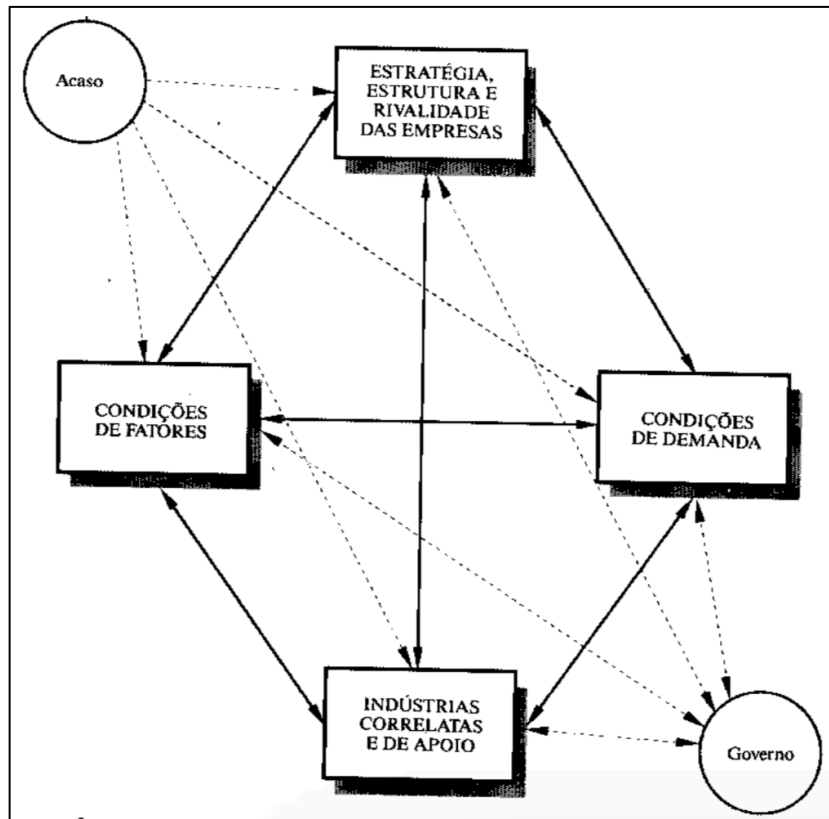 Acaso
ESTRATÉGIA,
ESTRUTURA E
RIVALIDADE
DAS EMPRESAS
CONDIÇÕES
DE FATORES
CONDIÇÕES
DE DEMANDA
INDÚSTRIAS
CORRELATAS
E DE APOIO
Governo